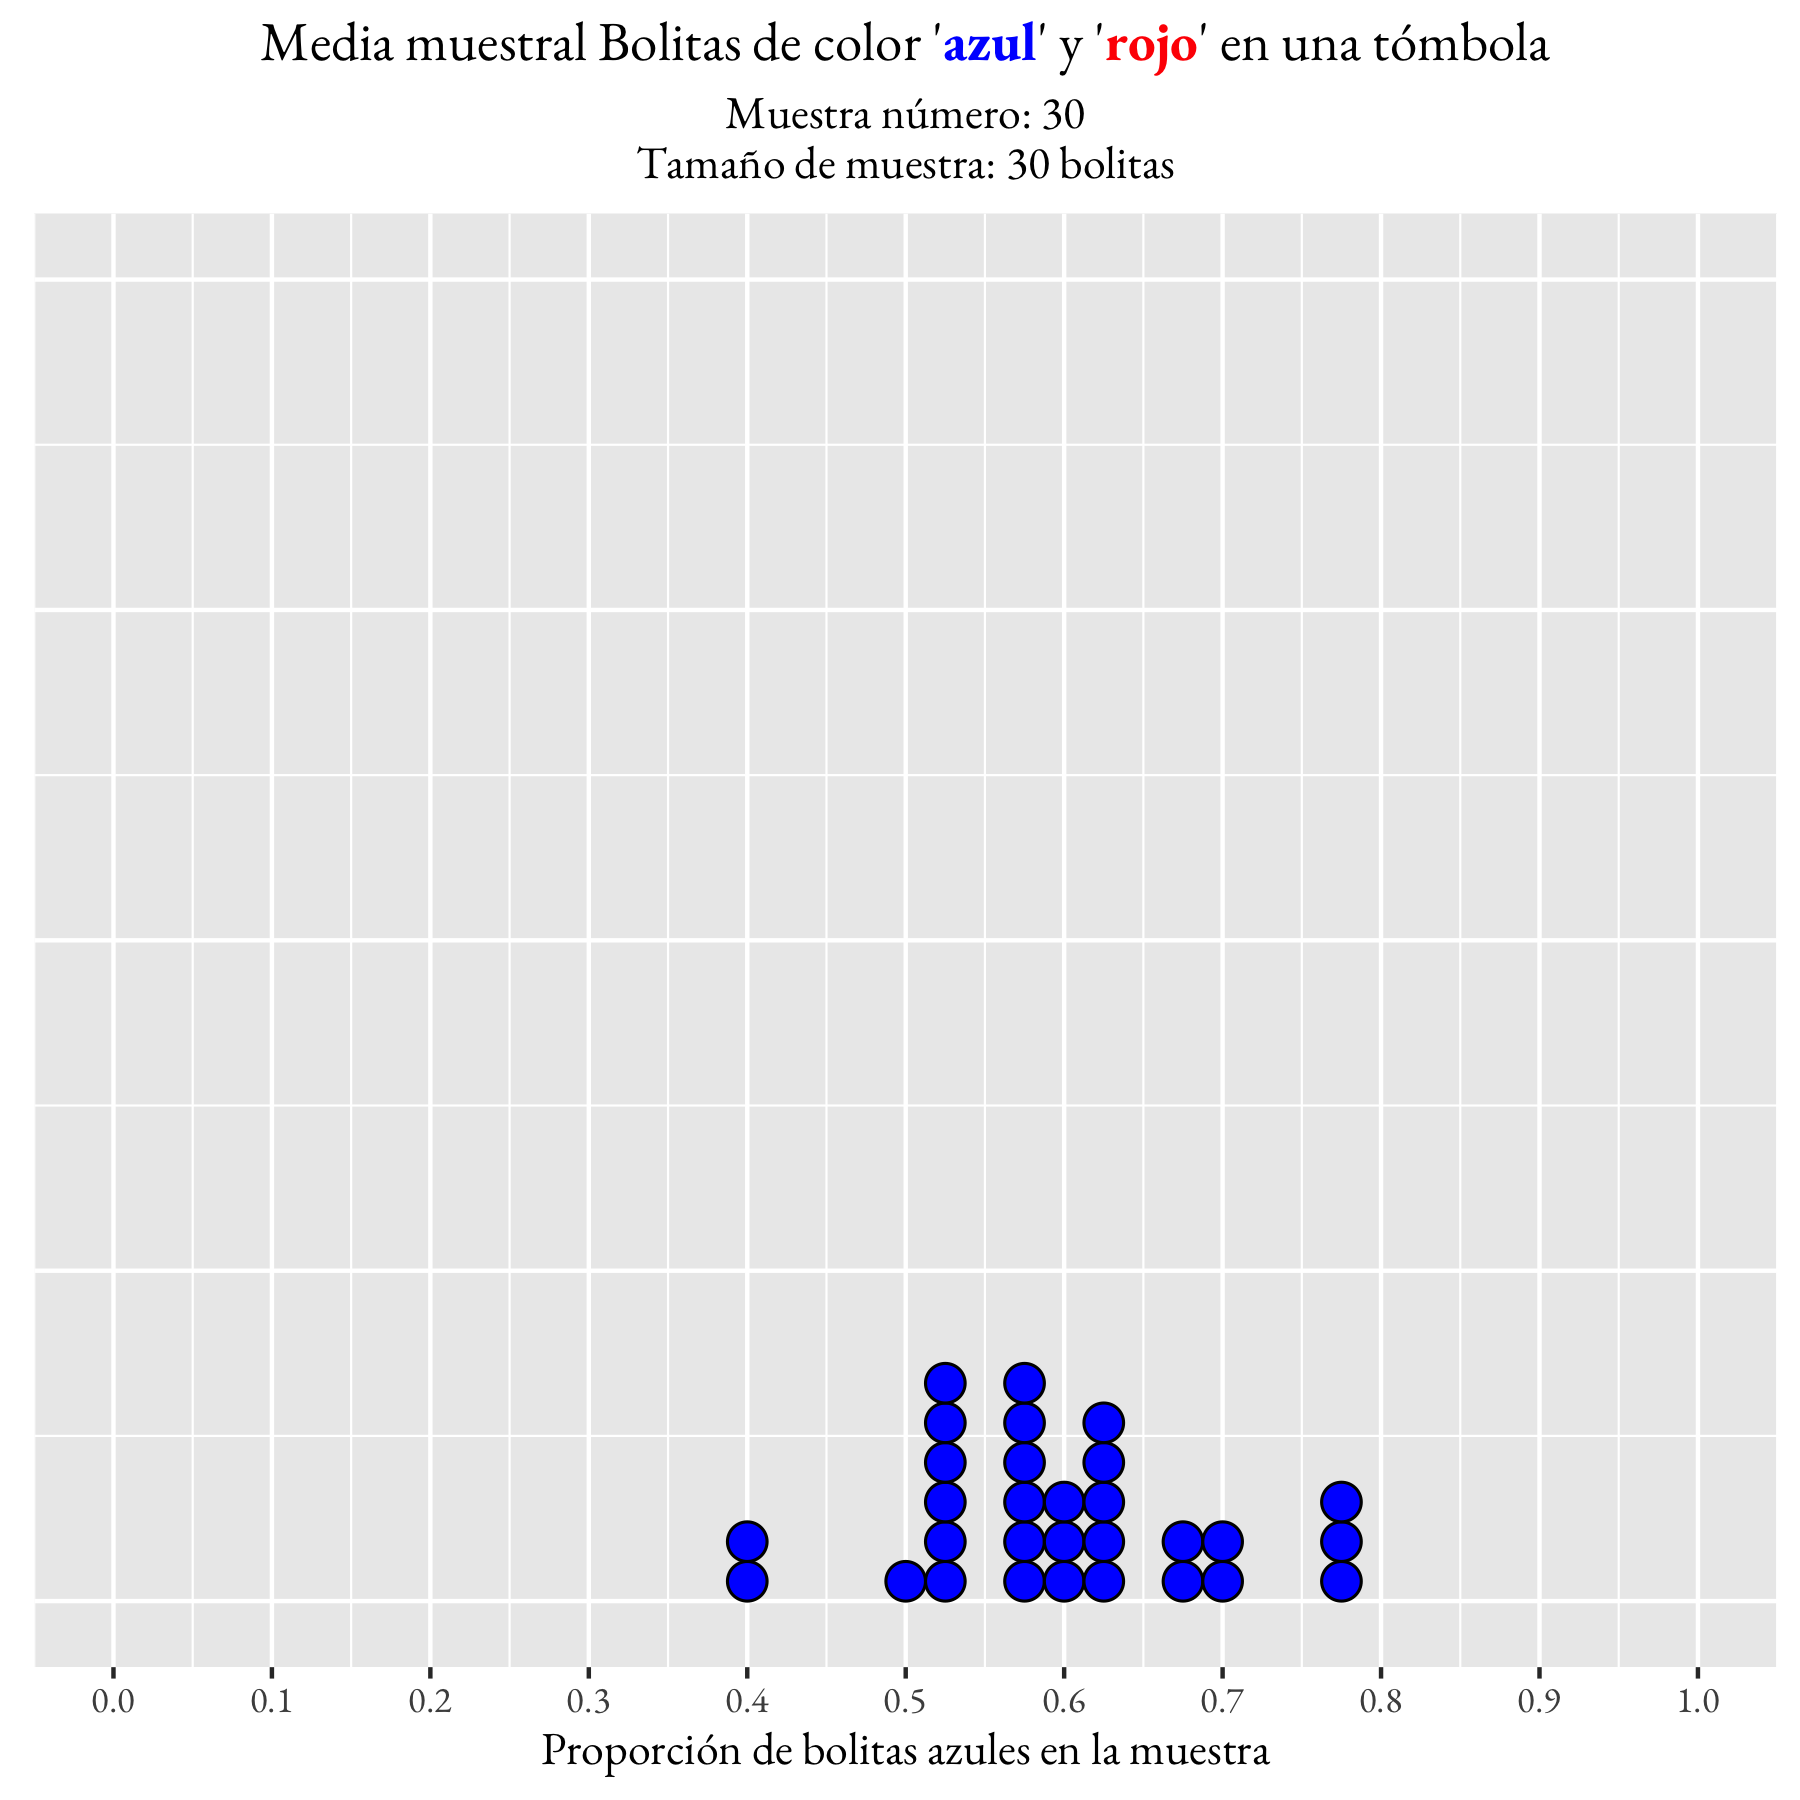 Media muestral Bolitas de color 'azul' y 'rojo' en una tómbola
Muestra número: 30
Tamaño de muestra: 30 bolitas
0.0 0.1 0.2 0.3 0.4 0.5 0.6 0.7 0.8 0.9 1.0
Proporción de bolitas azules en la muestra